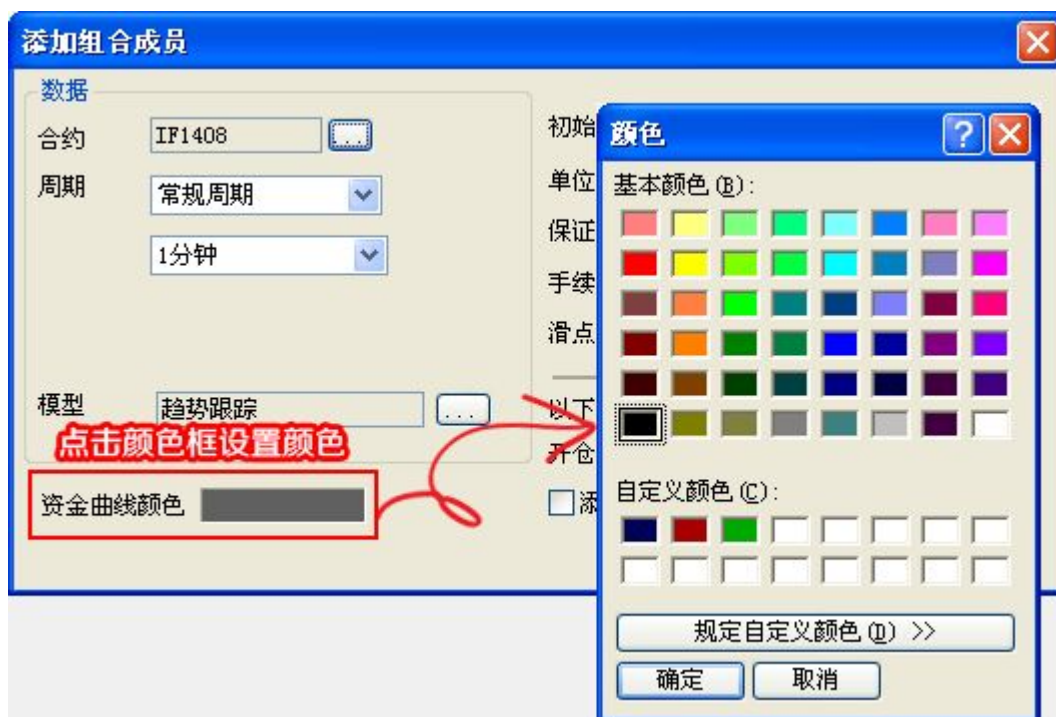 添加组合成员
数据
合约
IF1408
...
周期
常规周期
1分钟
模型
趋势跟踪
...
点击颜色框设置颜色
资金曲线颜色
初始
单位
保证
手续
滑点
以下
开仓
添
颜色
?
基本颜色(B):
自定义颜色(C):
规定自定义颜色(D) >>
确定
取消